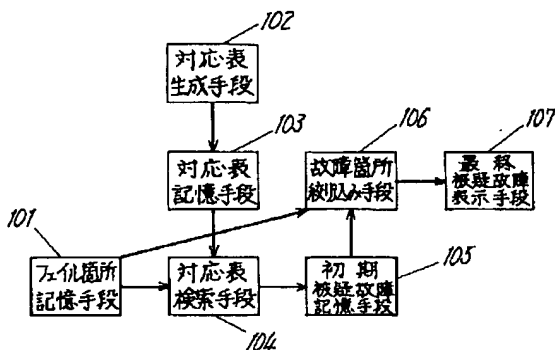 102
対応表
生成手段
103
対応表
記憶手段
106
故障箇所
絞込み手段
107
最終
被疑故障
表示手段
101
フェイル箇所
記憶手段
対応表
検索手段
104
初期
被疑故障
記憶手段
105